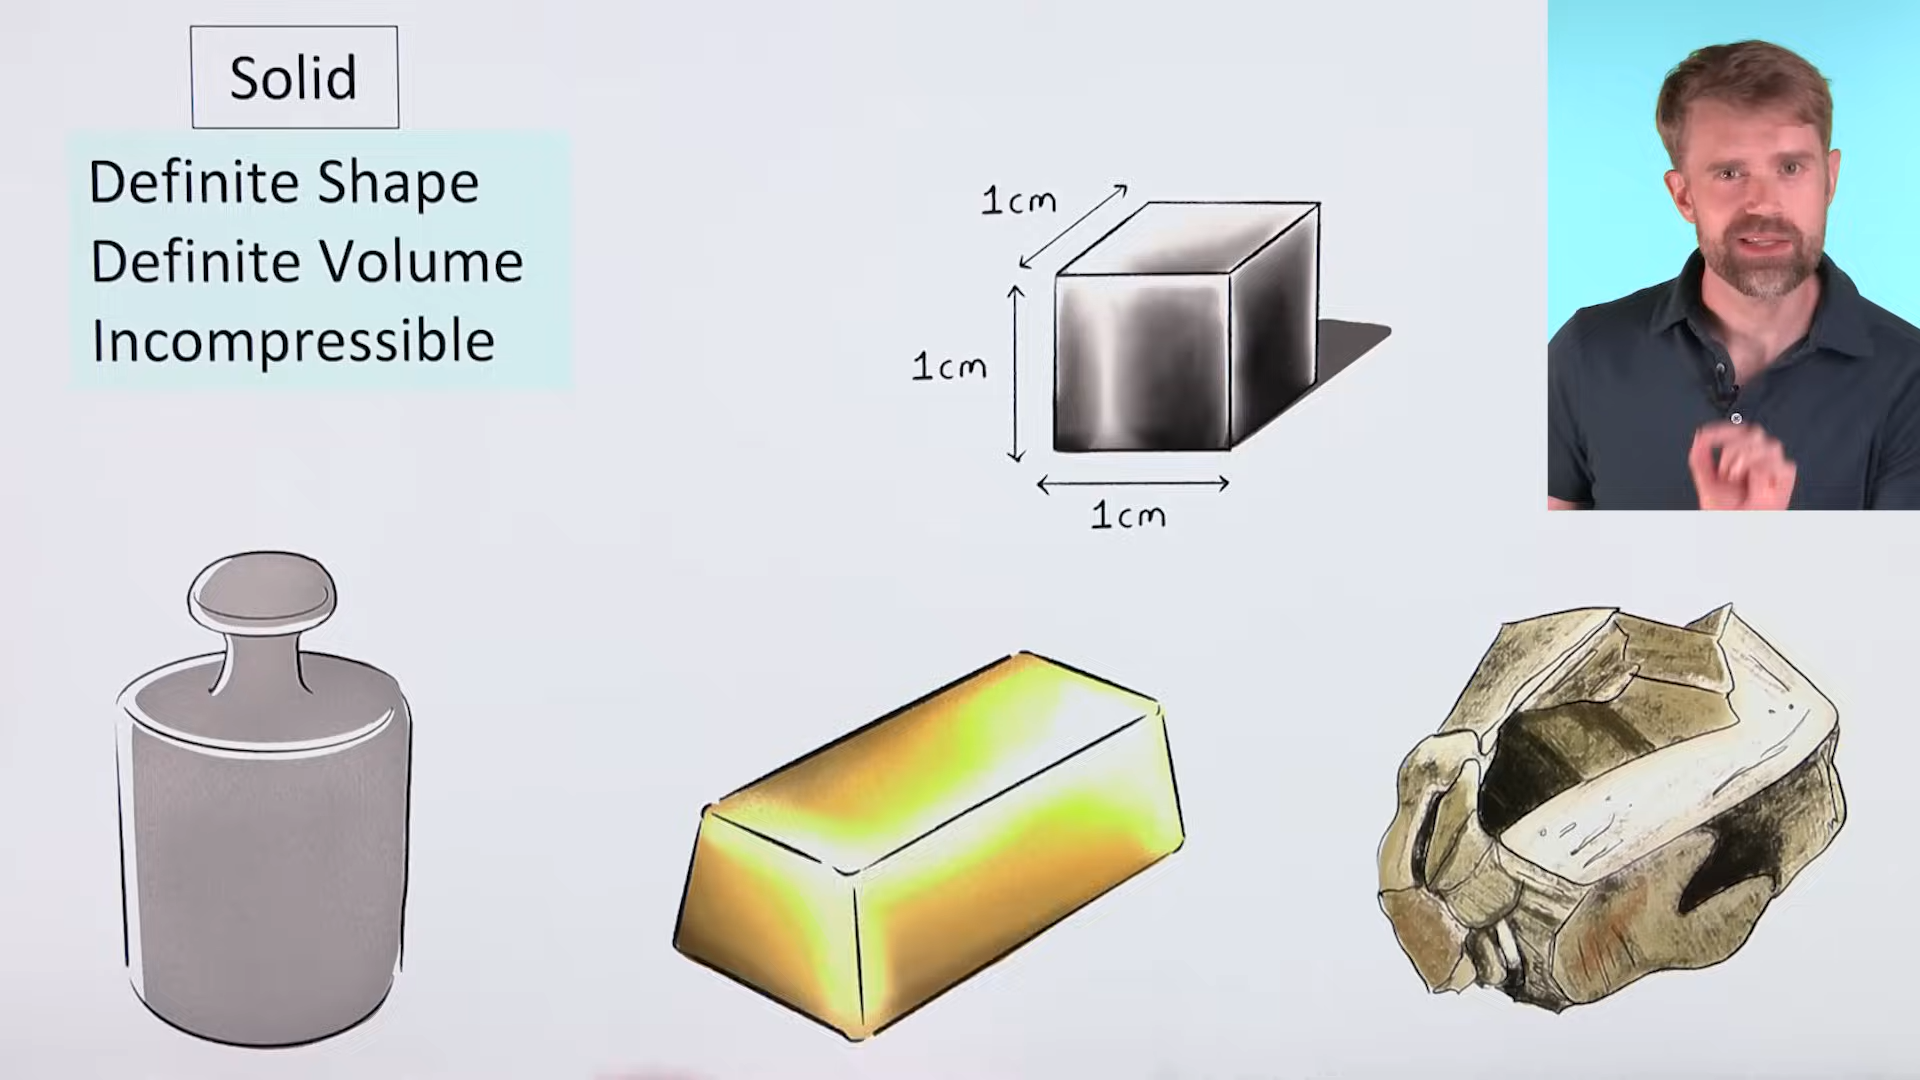 Solid
Definite Shape
Definite Volume
Incompressible
1cm
1cm
1cm